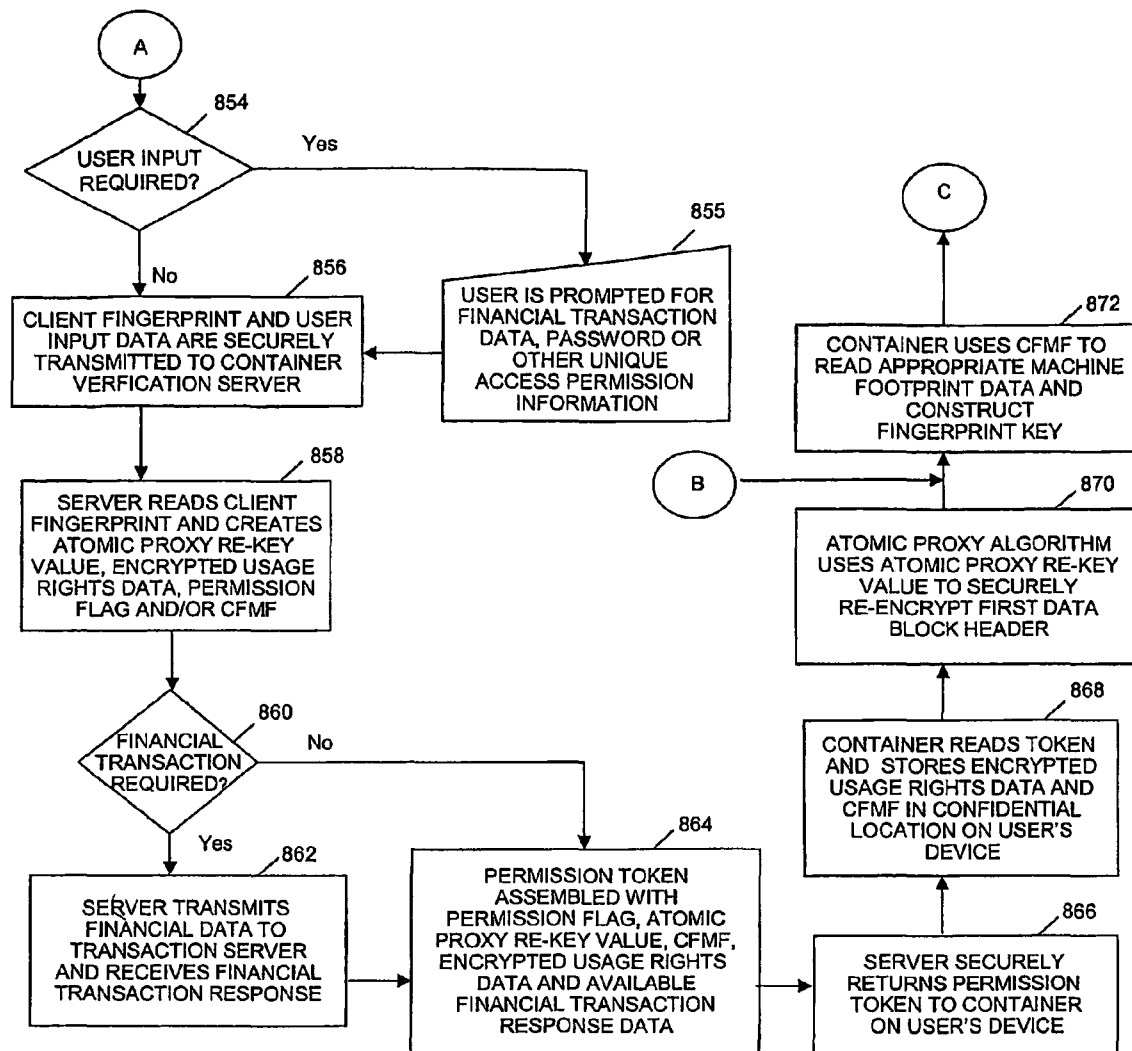 A
854
USER INPUT
REQUIRED?
Yes
No
855
USER IS PROMPTED FOR
FINANCIAL TRANSACTION
DATA, PASSWORD OR
OTHER UNIQUE
ACCESS PERMISSION
INFORMATION
856
CLIENT FINGERPRINT AND USER
INPUT DATA ARE SECURELY
TRANSMITTED TO CONTAINER
VERFICATION SERVER
858
SERVER READS CLIENT
FINGERPRINT AND CREATES
ATOMIC PROXY RE-KEY
VALUE, ENCRYPTED USAGE
RIGHTS DATA, PERMISSION
FLAG AND/OR CFMF
860
FINANCIAL
TRANSACTION
REQUIRED?
No
Yes
862
SERVER TRANSMITS
FINANCIAL DATA TO
TRANSACTION SERVER
AND RECEIVES FINANCIAL
TRANSACTION RESPONSE
864
PERMISSION TOKEN
ASSEMBLED WITH
PERMISSION FLAG, ATOMIC
PROXY RE-KEY VALUE, CFMF,
ENCRYPTED USAGE RIGHTS
DATA AND AVAILABLE
FINANCIAL TRANSACTION
RESPONSE DATA
866
SERVER SECURELY
RETURNS PERMISSION
TOKEN TO CONTAINER
ON USER'S DEVICE
868
CONTAINER READS TOKEN
AND STORES ENCRYPTED
USAGE RIGHTS DATA AND
CFMF IN CONFIDENTIAL
LOCATION ON USER'S
DEVICE
870
ATOMIC PROXY ALGORITHM
USES ATOMIC PROXY RE-KEY
VALUE TO SECURELY
RE-ENCRYPT FIRST DATA
BLOCK HEADER
B
872
CONTAINER USES CFMF TO
READ APPROPRIATE MACHINE
FOOTPRINT DATA AND
CONSTRUCT
FINGERPRINT KEY
C